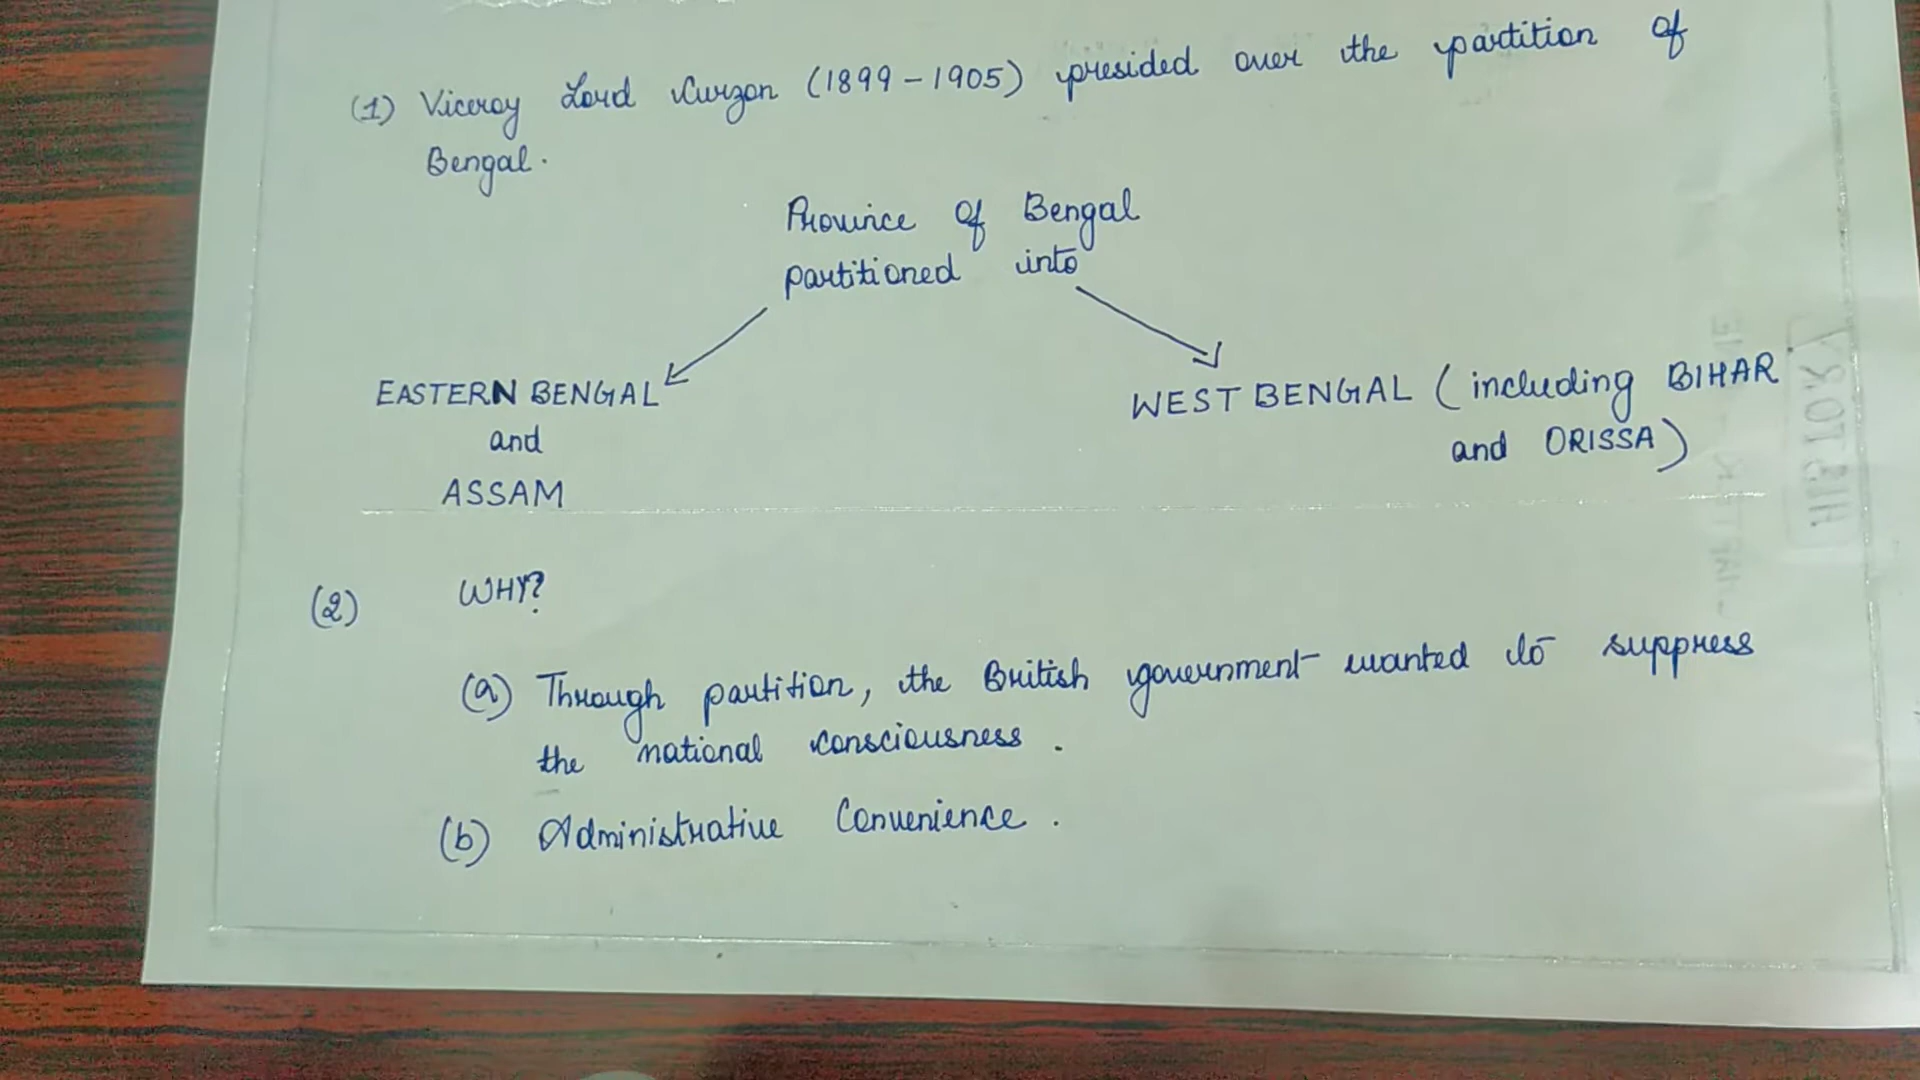 (1) Viceroy Lord Curzon (1899-1905) presided over the partition of
Bengal.
Province of Bengal
partitioned into
EASTERN BENGAL
and
ASSAM
WEST BENGAL (including BIHAR
and ORISSA)
(2) WHY?
(a) Through partition, the British government wanted to suppress
the national consciousness.
(b) Administrative Convenience.
HISTORY